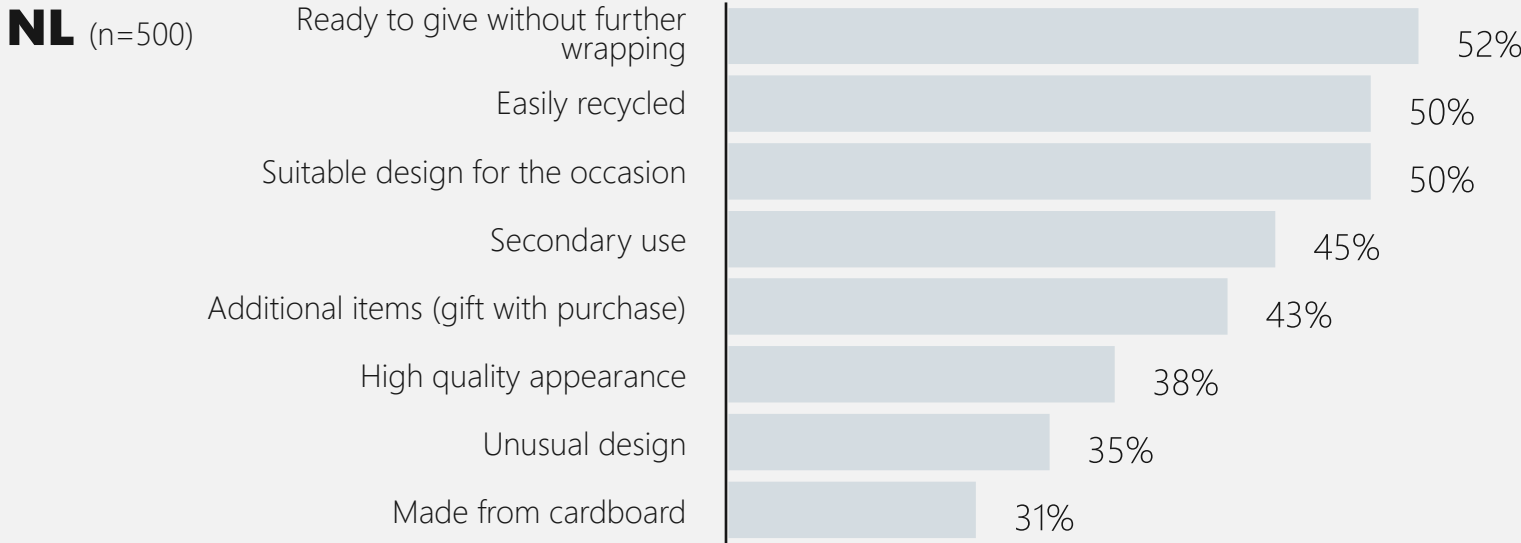 NL (n=500)
Ready to give without further
wrapping
52%
Easily recycled
50%
Suitable design for the occasion
50%
Secondary use
45%
Additional items (gift with purchase)
43%
High quality appearance
38%
Unusual design
35%
Made from cardboard
31%